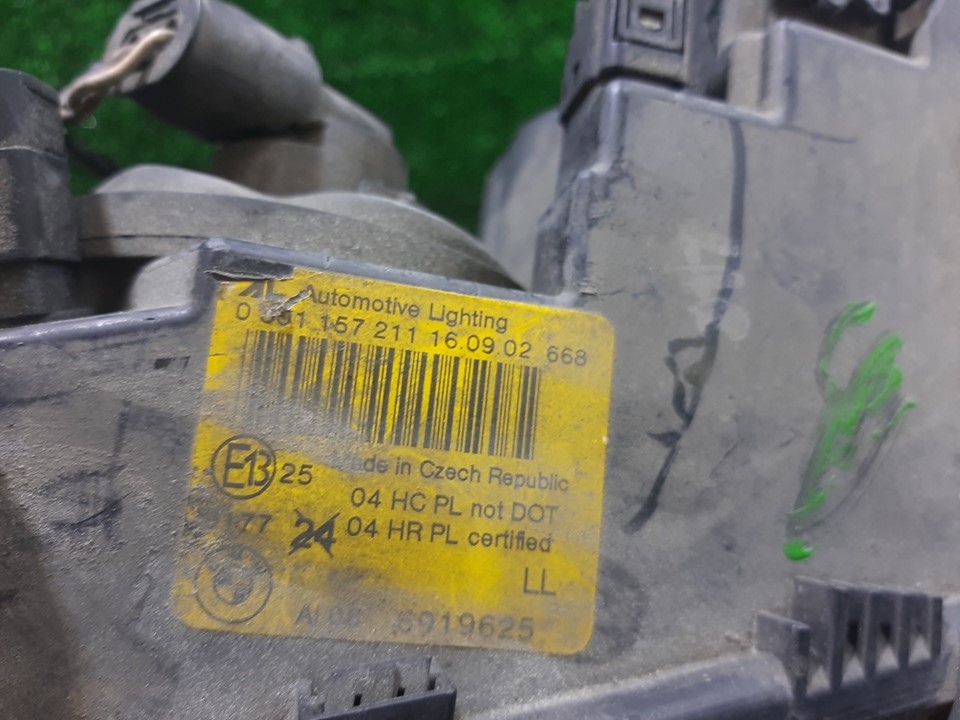 Automotive Lighting
157 211 16.09.02 668
E13 25
in Czech Republic
04 HC PL not DOT
24 04 HR PL certified
LL
6919625